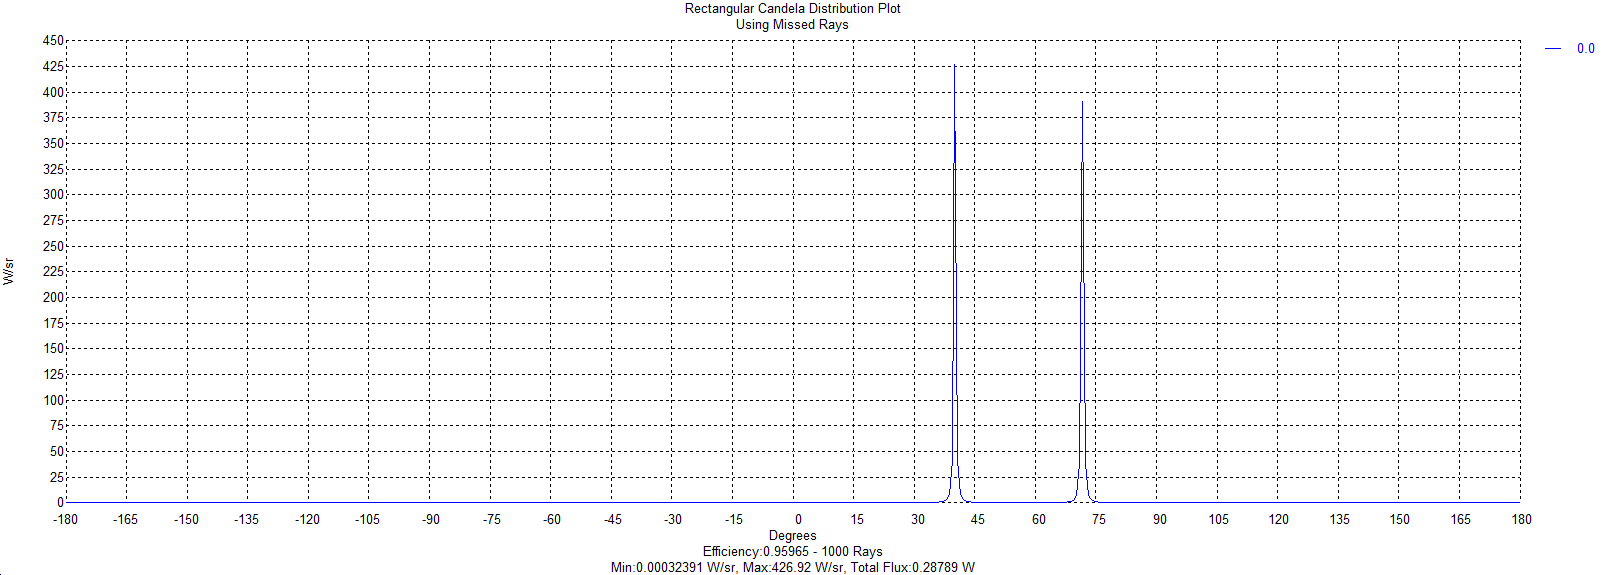 Rectangular Candela Distribution Plot
Using Missed Rays
0.0
450
425
400
375
350
325
300
275
250
225
200
175
150
125
100
75
50
25
0
W/sr
-180 -165 -150 -135 -120 -105 -90 -75 -60 -45 -30 -15 0 15 30 45 60 75 90 105 120 135 150 165 180
Degrees
Efficiency:0.95965 - 1000 Rays
Min:0.00032391 W/sr, Max:426.92 W/sr, Total Flux:0.28789 W